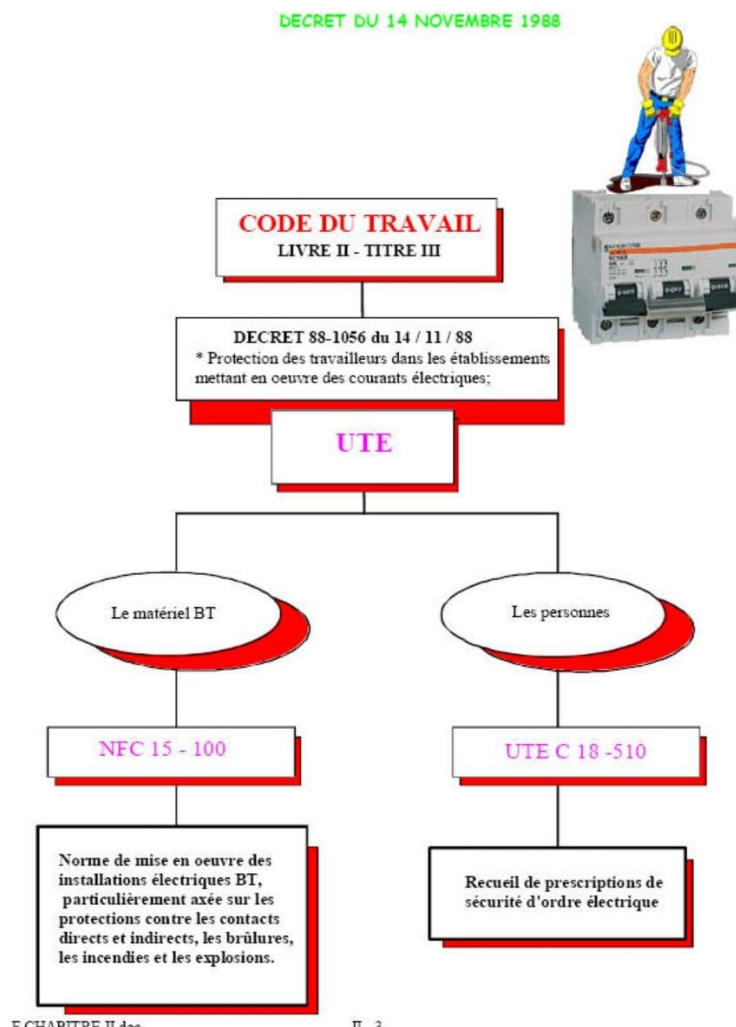 DECRET DU 14 NOVEMBRE 1988
CODE DU TRAVAIL
LIVRE II - TITRE III
DECRET 88-1056 du 14 / 11 / 88
* Protection des travailleurs dans les établissements
mettant en oeuvre des courants électriques;
UTE
Le matériel BT
Les personnes
NFC 15 - 100
UTE C 18 -510
Norme de mise en oeuvre des
installations électriques BT,
particulièrement axée sur les
protections contre les contacts
directs et indirects, les brûlures,
les incendies et les explosions.
Recueil de prescriptions de
sécurité d'ordre électrique